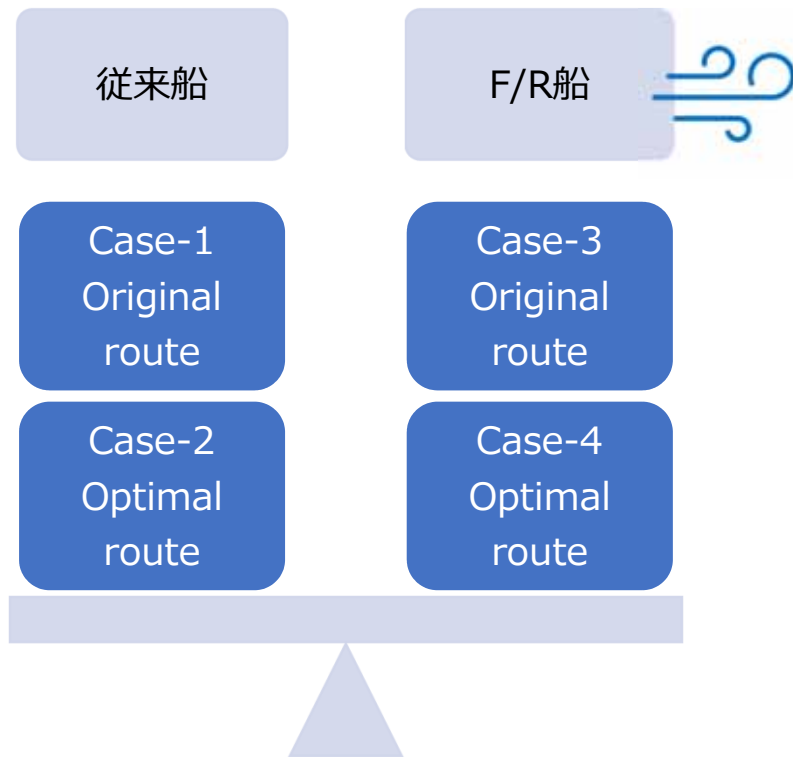 従来船
F/R船
Case-1
Original
route
Case-3
Original
route
Case-2
Optimal
route
Case-4
Optimal
route